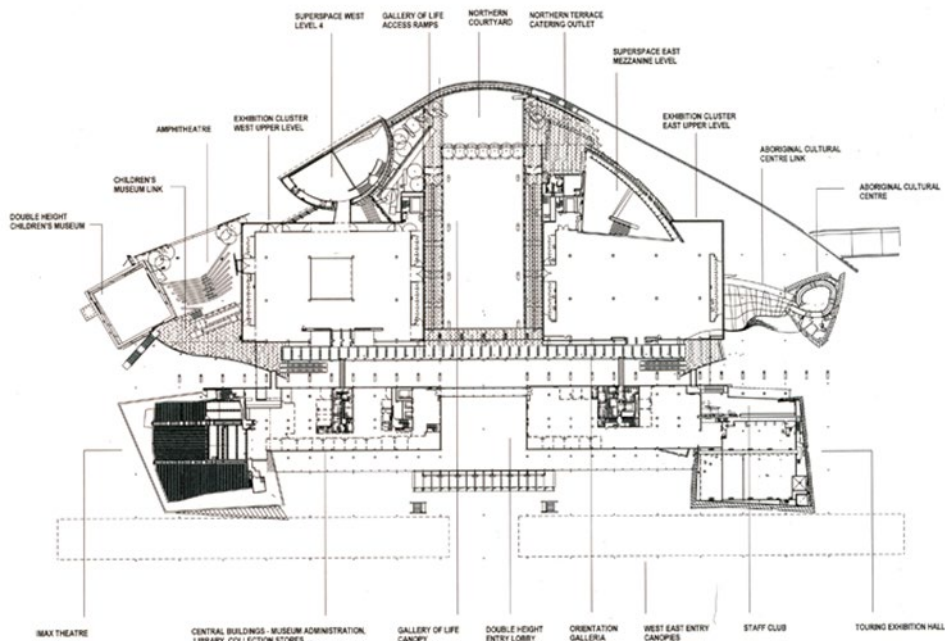 SUPERSPACE WEST
LEVEL 4
GALLERY OF LIFE
ACCESS RAMPS
NORTHERN
COURTYARD
NORTHERN TERRACE
CATERING OUTLET
SUPERSPACE EAST
MEZZANINE LEVEL
AMPHITHEATRE
EXHIBITION CLUSTER
WEST UPPER LEVEL
EXHIBITION CLUSTER
EAST UPPER LEVEL
ABORIGINAL CULTURAL
CENTRE LINK
CHILDREN'S
MUSEUM LINK
ABORIGINAL CULTURAL
CENTRE
DOUBLE HEIGHT
CHILDREN'S MUSEUM
IMAX THEATRE
CENTRAL BUILDINGS - MUSEUM ADMINISTRATION,
LIBRARY, COLLECTION STORES
GALLERY OF LIFE
CANOPY
DOUBLE HEIGHT
ENTRY LOBBY
ORIENTATION
GALLERIA
WEST EAST ENTRY
CANOPIES
STAFF CLUB
TOURING EXHIBITION HALL